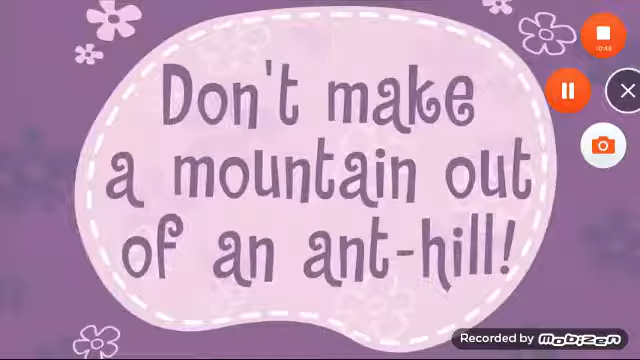 Don't make
a mountain out
of an ant-hill!
10:48
Recorded by Mobizen